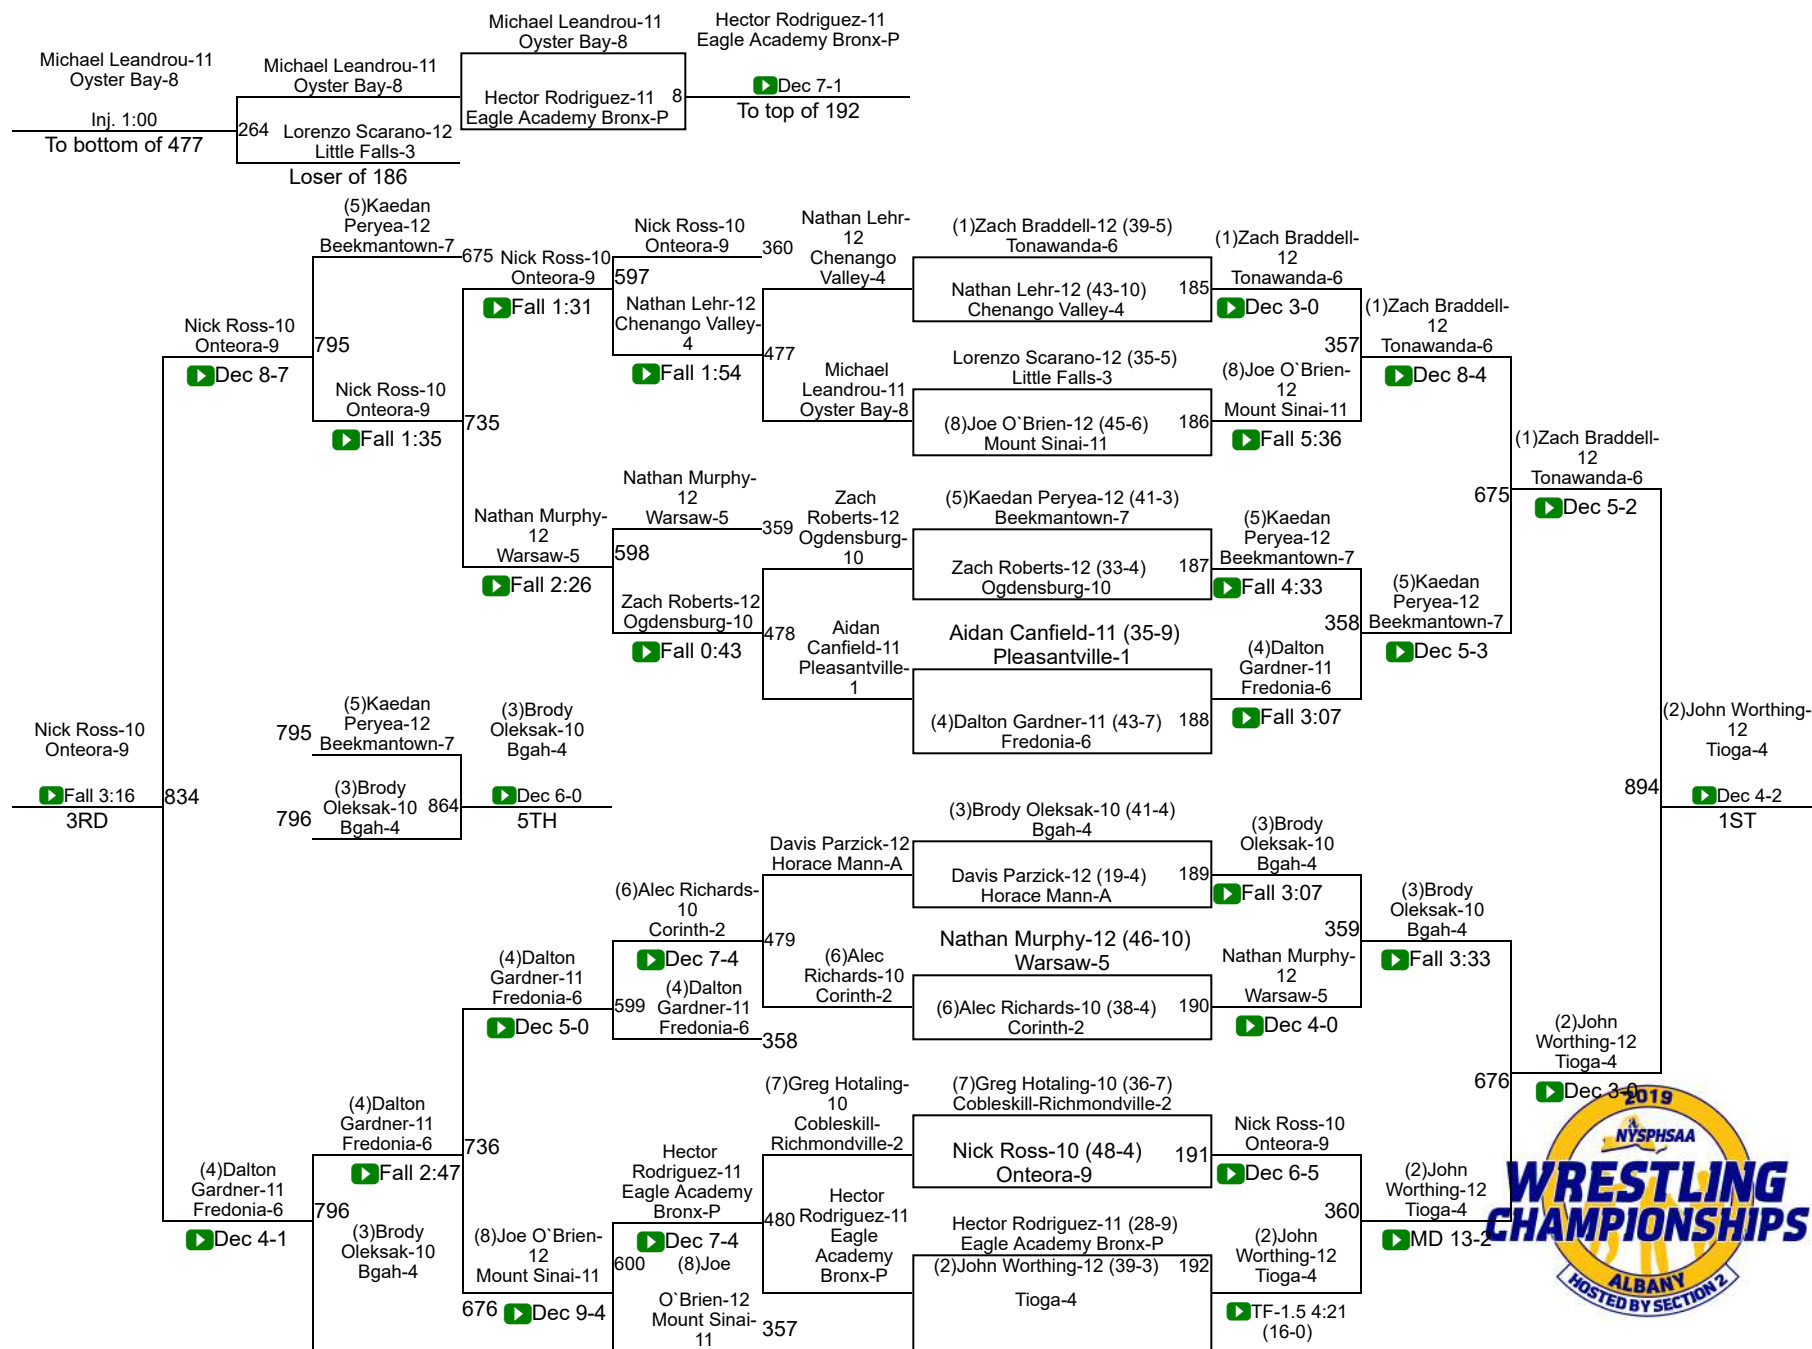 Michael Leandrou-11
Oyster Bay-8
Inj. 1:00
To bottom of 477
Michael Leandrou-11
Oyster Bay-8
264
Lorenzo Scarano-12
Little Falls-3
Loser of 186
Michael Leandrou-11
Oyster Bay-8
Hector Rodriguez-11
Eagle Academy Bronx-P
8
Hector Rodriguez-11
Eagle Academy Bronx-P
Dec 7-1
To top of 192
(5)Kaedan
Peryea-12
Beekmantown-7
675
Nick Ross-10
Onteora-9
Fall 1:31
Nick Ross-10
Onteora-9
360
597
Nathan Lehr-12
Chenango Valley-
4
Fall 1:54
Nathan Lehr-
12
Chenango
Valley-4
477
Michael
Leandrou-11
Oyster Bay-8
(1)Zach Braddell-12 (39-5)
Tonawanda-6
Nathan Lehr-12 (43-10)
Chenango Valley-4
185
Lorenzo Scarano-12 (35-5)
Little Falls-3
(8)Joe O`Brien-12 (45-6)
Mount Sinai-11
186
(1)Zach Braddell-
12
Tonawanda-6
Dec 3-0
357
(8)Joe O`Brien-
12
Mount Sinai-11
Fall 5:36
(1)Zach Braddell-
12
Tonawanda-6
Dec 8-4
Nick Ross-10
Onteora-9
Dec 8-7
795
Nick Ross-10
Onteora-9
Fall 1:35
735
Nathan Murphy-
12
Warsaw-5
Fall 2:26
Nathan Murphy-
12
Warsaw-5
359
598
Zach Roberts-12
Ogdensburg-10
Fall 0:43
Zach
Roberts-12
Ogdensburg-
10
478
Aidan
Canfield-11
Pleasantville-
1
(5)Kaedan Peryea-12 (41-3)
Beekmantown-7
Zach Roberts-12 (33-4)
Ogdensburg-10
187
Aidan Canfield-11 (35-9)
Pleasantville-1
(4)Dalton Gardner-11 (43-7)
Fredonia-6
188
(5)Kaedan
Peryea-12
Beekmantown-7
Fall 4:33
358
(4)Dalton
Gardner-11
Fredonia-6
Fall 3:07
(5)Kaedan
Peryea-12
Beekmantown-7
Dec 5-3
675
(1)Zach Braddell-
12
Tonawanda-6
Dec 5-2
Nick Ross-10
Onteora-9
Fall 3:16
3RD
834
795
(5)Kaedan
Peryea-12
Beekmantown-7
796
(3)Brody
Oleksak-10
Bgah-4
864
(3)Brody
Oleksak-10
Bgah-4
Dec 6-0
5TH
894
(2)John Worthing-
12
Tioga-4
Dec 4-2
1ST
(6)Alec Richards-
10
Corinth-2
Dec 7-4
Davis Parzick-12
Horace Mann-A
479
(6)Alec
Richards-10
Corinth-2
(3)Brody Oleksak-10 (41-4)
Bgah-4
Davis Parzick-12 (19-4)
Horace Mann-A
189
Nathan Murphy-12 (46-10)
Warsaw-5
(6)Alec Richards-10 (38-4)
Corinth-2
190
(3)Brody
Oleksak-10
Bgah-4
Fall 3:07
359
Nathan Murphy-
12
Warsaw-5
Dec 4-0
(3)Brody
Oleksak-10
Bgah-4
Fall 3:33
(4)Dalton
Gardner-11
Fredonia-6
Dec 5-0
599
(4)Dalton
Gardner-11
Fredonia-6
358
676
(2)John
Worthing-12
Tioga-4
Dec 3-0
(4)Dalton
Gardner-11
Fredonia-6
Dec 4-1
(4)Dalton
Gardner-11
Fredonia-6
Fall 2:47
736
796
(3)Brody
Oleksak-10
Bgah-4
676
(8)Joe O`Brien-
12
Mount Sinai-11
Dec 9-4
Hector
Rodriguez-11
Eagle Academy
Bronx-P
Dec 7-4
600
(8)Joe
O`Brien-12
Mount Sinai-
11
357
(7)Greg Hotaling-
10
Cobleskill-
Richmondville-2
480
Hector
Rodriguez-11
Eagle
Academy
Bronx-P
(7)Greg Hotaling-10 (36-7)
Cobleskill-Richmondville-2
Nick Ross-10 (48-4)
Onteora-9
191
Hector Rodriguez-11 (28-9)
Eagle Academy Bronx-P
(2)John Worthing-12 (39-3)
Tioga-4
192
Nick Ross-10
Onteora-9
Dec 6-5
360
(2)John
Worthing-12
Tioga-4
TF-1.5 4:21
(16-0)
(2)John
Worthing-12
Tioga-4
MD 13-2
2019
NYSPHSAA
WRESTLING
CHAMPIONSHIPS
ALBANY
HOSTED BY SECTION 2